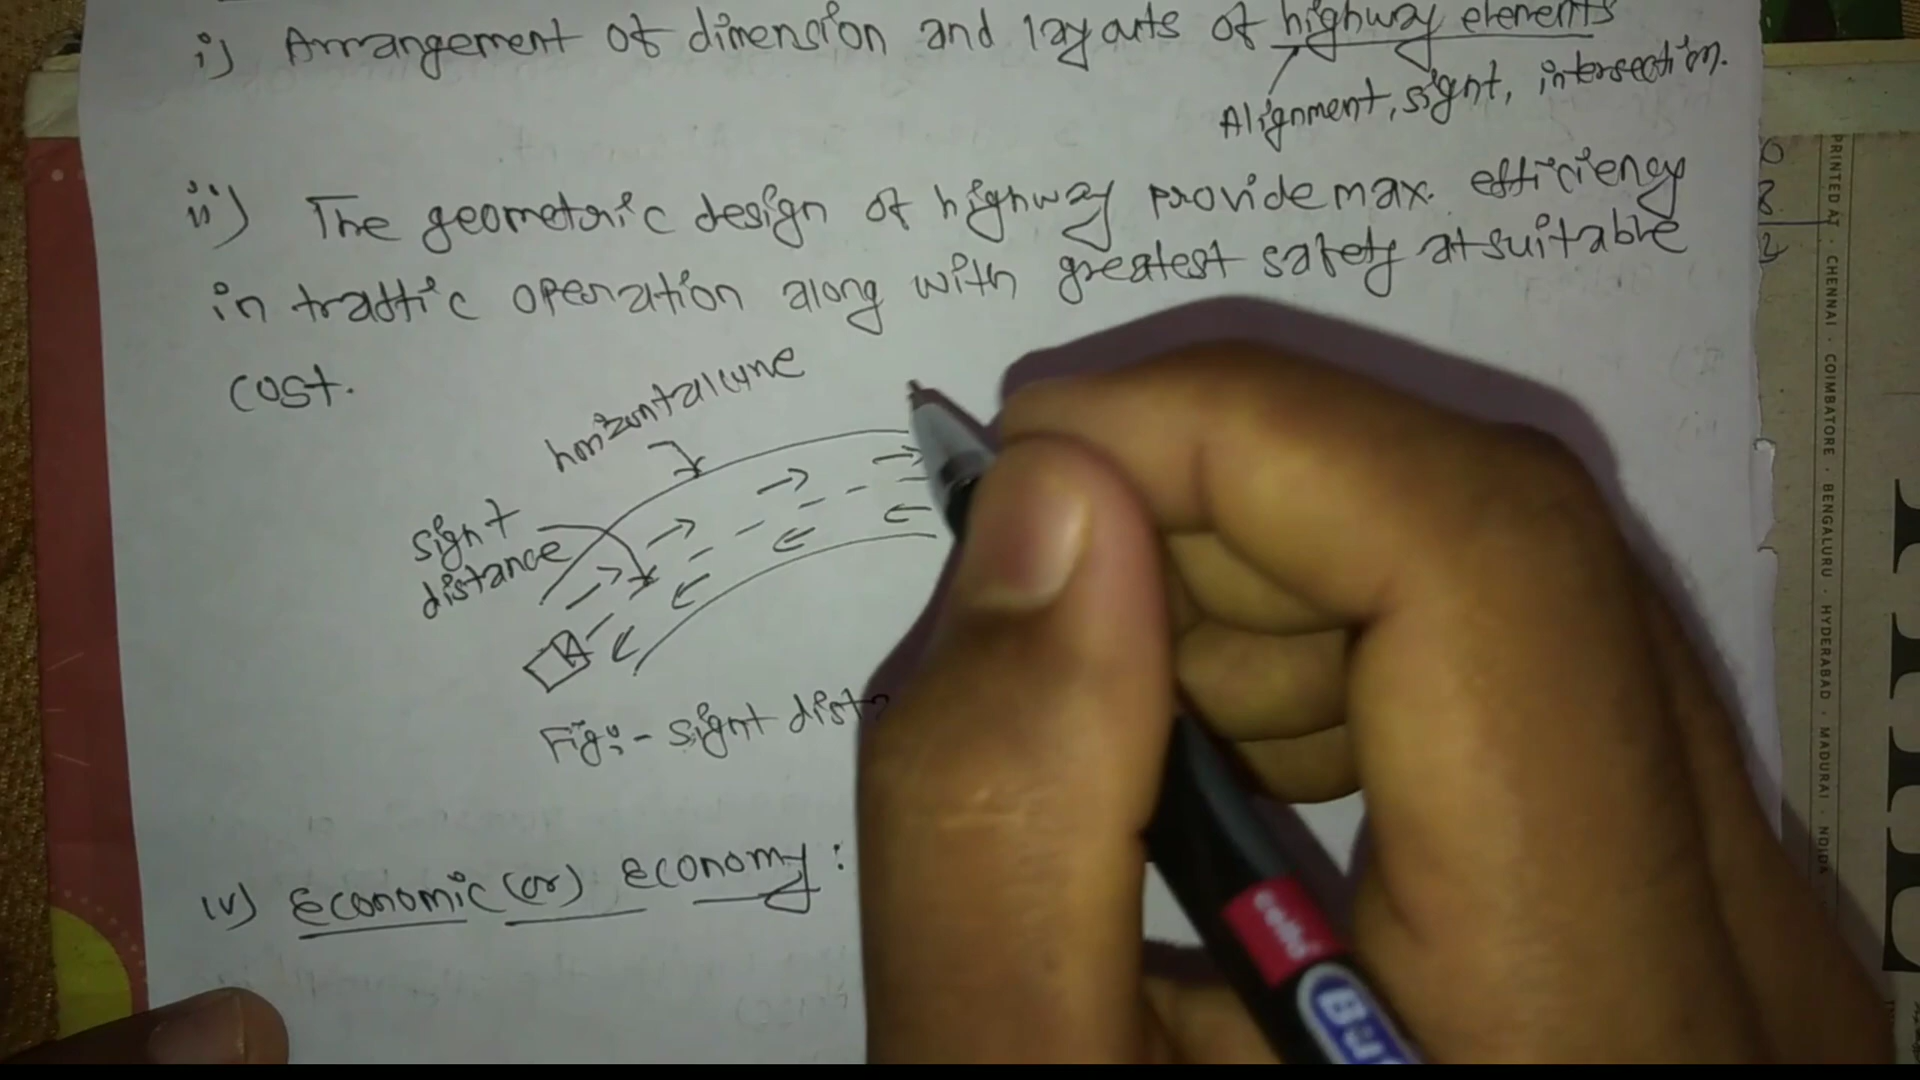 i) Arrangement of dimension and layouts of highway elements
Alignment, sight, intersection.
ii) The geometric design of highway provide max. efficiency
in traffic operation along with greatest safety at suitable
cost.
horizontal curve
sight
distance
Fig:- sight dist
iv) Economic (or) economy:
PRINTED AT · CHENNAI · COIMBATORE · BENGALURU · HYDERABAD · MADURAI · NOIDA
cello